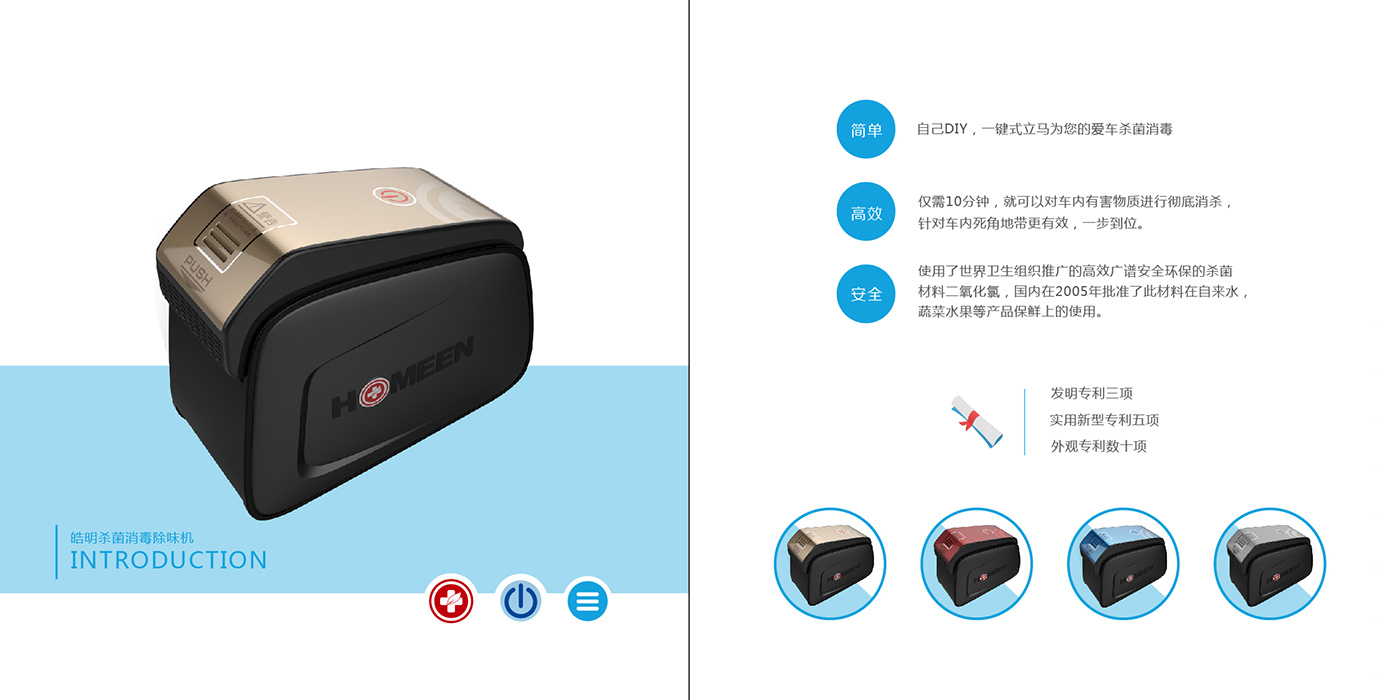 警告
PUSH
HOMEEN
皓明杀菌消毒除味机
INTRODUCTION
简单
自己DIY，一键式立马为您的爱车杀菌消毒
高效
仅需10分钟，就可以对车内有害物质进行彻底消杀，
针对车内死角地带更有效，一步到位。
安全
使用了世界卫生组织推广的高效广谱安全环保的杀菌
材料二氧化氯，国内在2005年批准了此材料在自来水，
蔬菜水果等产品保鲜上的使用。
发明专利三项
实用新型专利五项
外观专利数十项
HOMEEN
HOMEEN
HOMEEN
HOMEEN